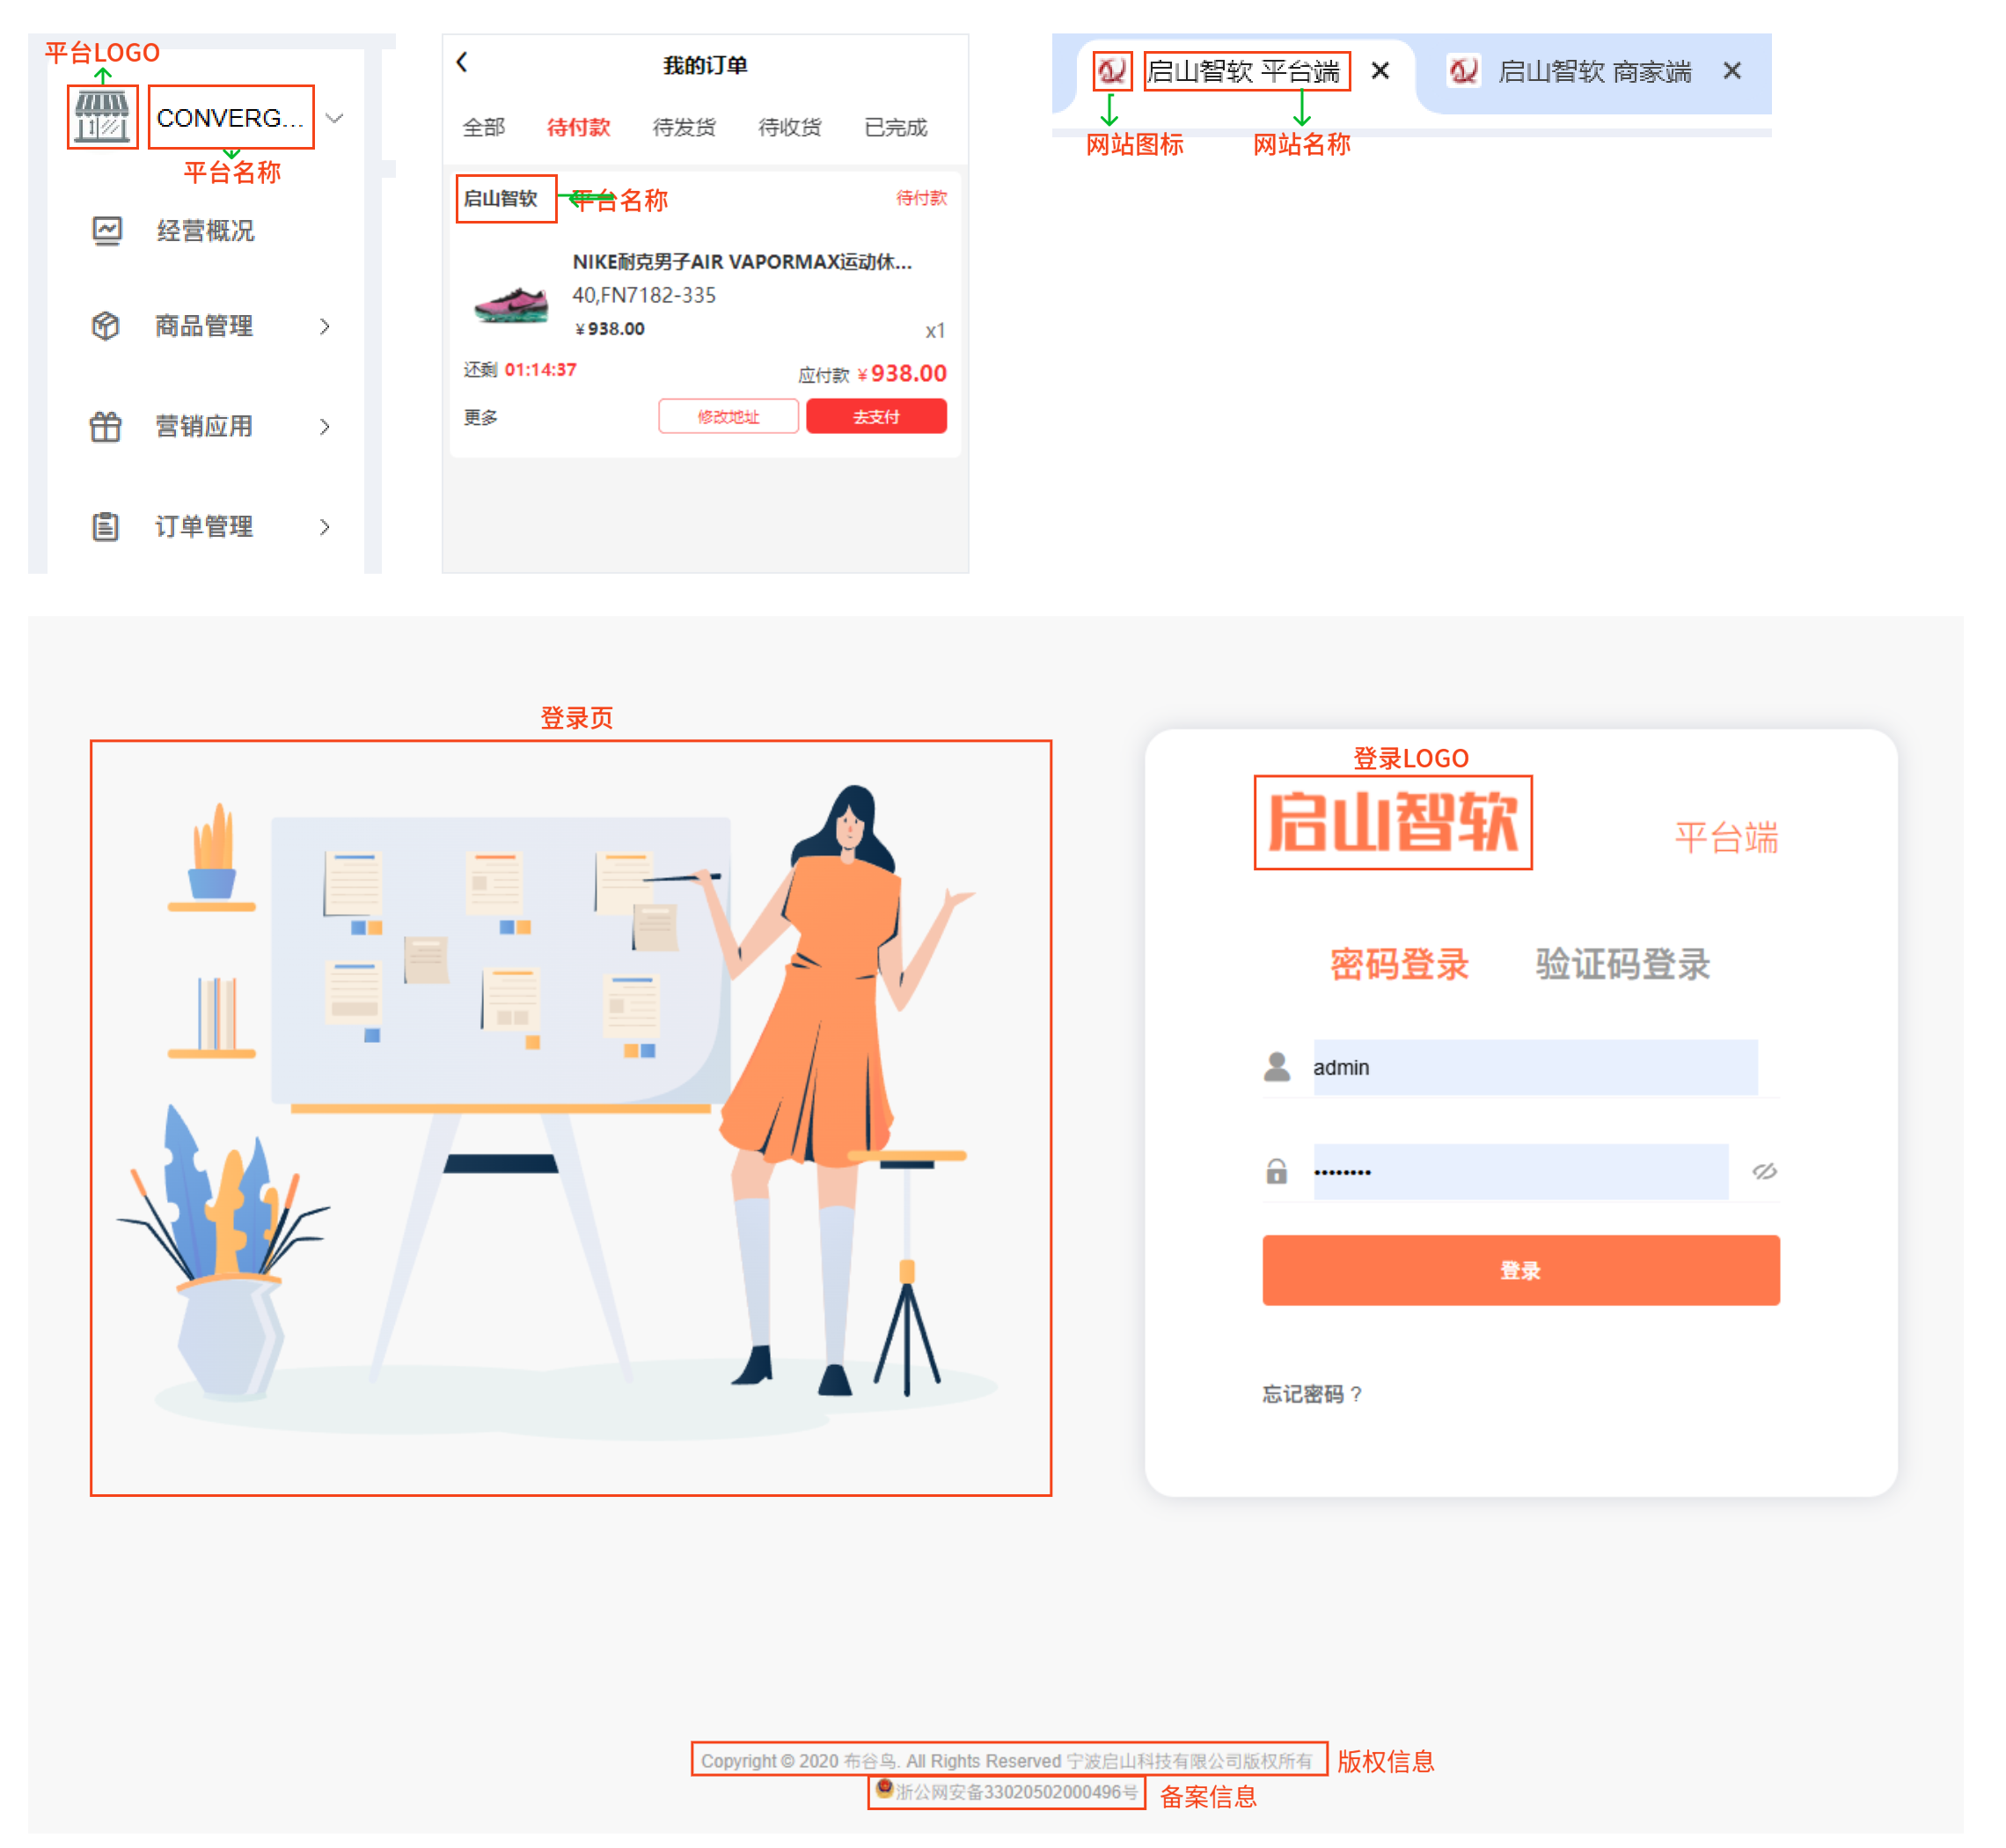 平台LOGO
CONVERG...
平台名称
经营概况
商品管理
营销应用
订单管理
我的订单
全部 待付款 待发货 待收货 已完成
启山智软 平台名称 待付款
NIKE耐克男子AIR VAPORMAX运动休...
40,FN7182-335
¥938.00 x1
还剩 01:14:37 应付款 ¥938.00
更多 修改地址 去支付
启山智软 平台端 启山智软 商家端
网站图标 网站名称
登录页
登录LOGO
启山智软 平台端
密码登录 验证码登录
admin
••••••••
登录
忘记密码 ?
Copyright © 2020 布谷鸟. All Rights Reserved 宁波启山科技有限公司版权所有 版权信息
浙公网安备33020502000496号 备案信息